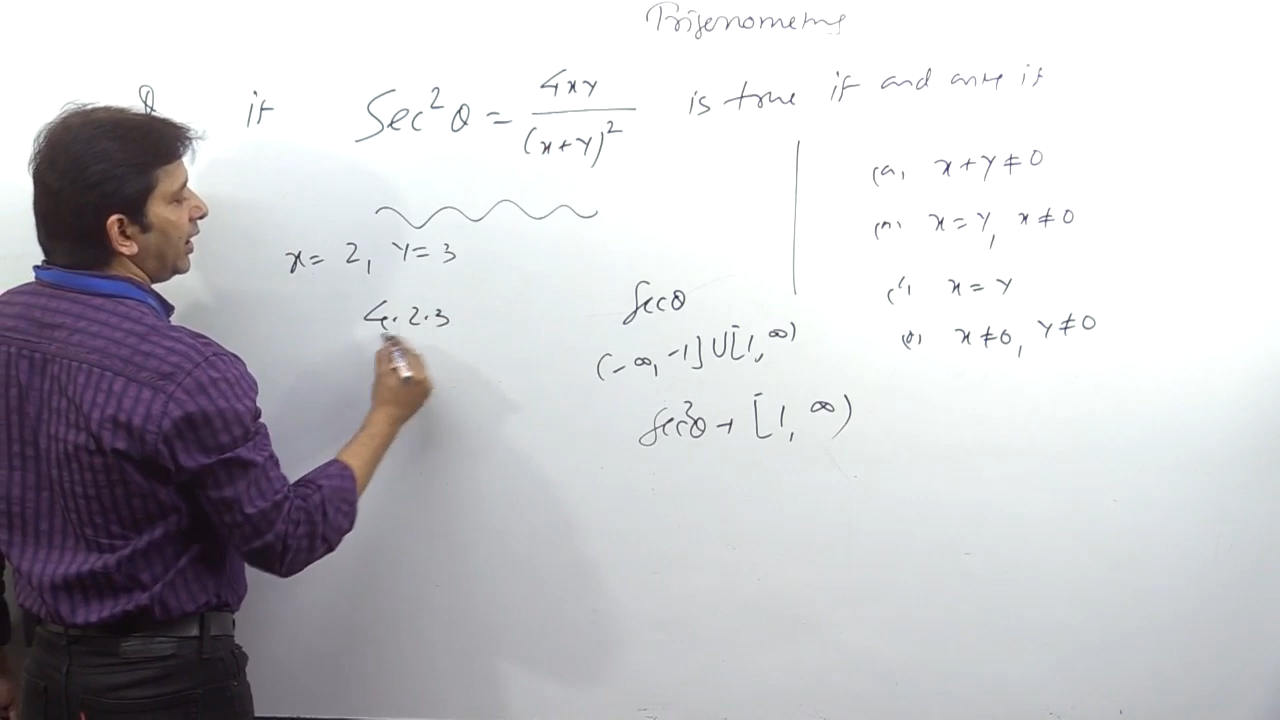 Trigonometry
Q if Sec²θ = 4xy/(x+y)² is true if and only if
(a) x+y≠0
(b) x=y, x≠0
(c) x=y
(d) x≠0, y≠0
x=2, y=3
4.2.3
Secθ
(-∞,-1]∪[1,∞)
Sec²θ→[1,∞)